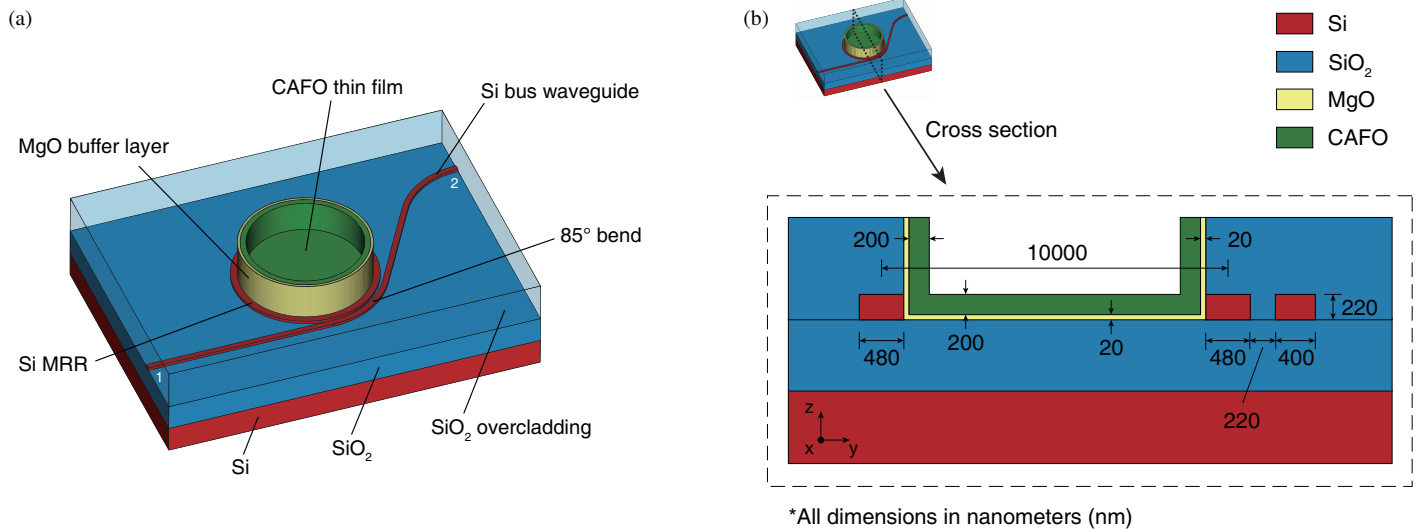 (a)
CAFO thin film
Si bus waveguide
MgO buffer layer
2
85° bend
Si MRR
1
SiO2 overcladding
SiO2
Si
(b)
Cross section
Si
SiO2
MgO
CAFO
200
20
10000
220
480
200
20
480
400
220
z
x
y
*All dimensions in nanometers (nm)